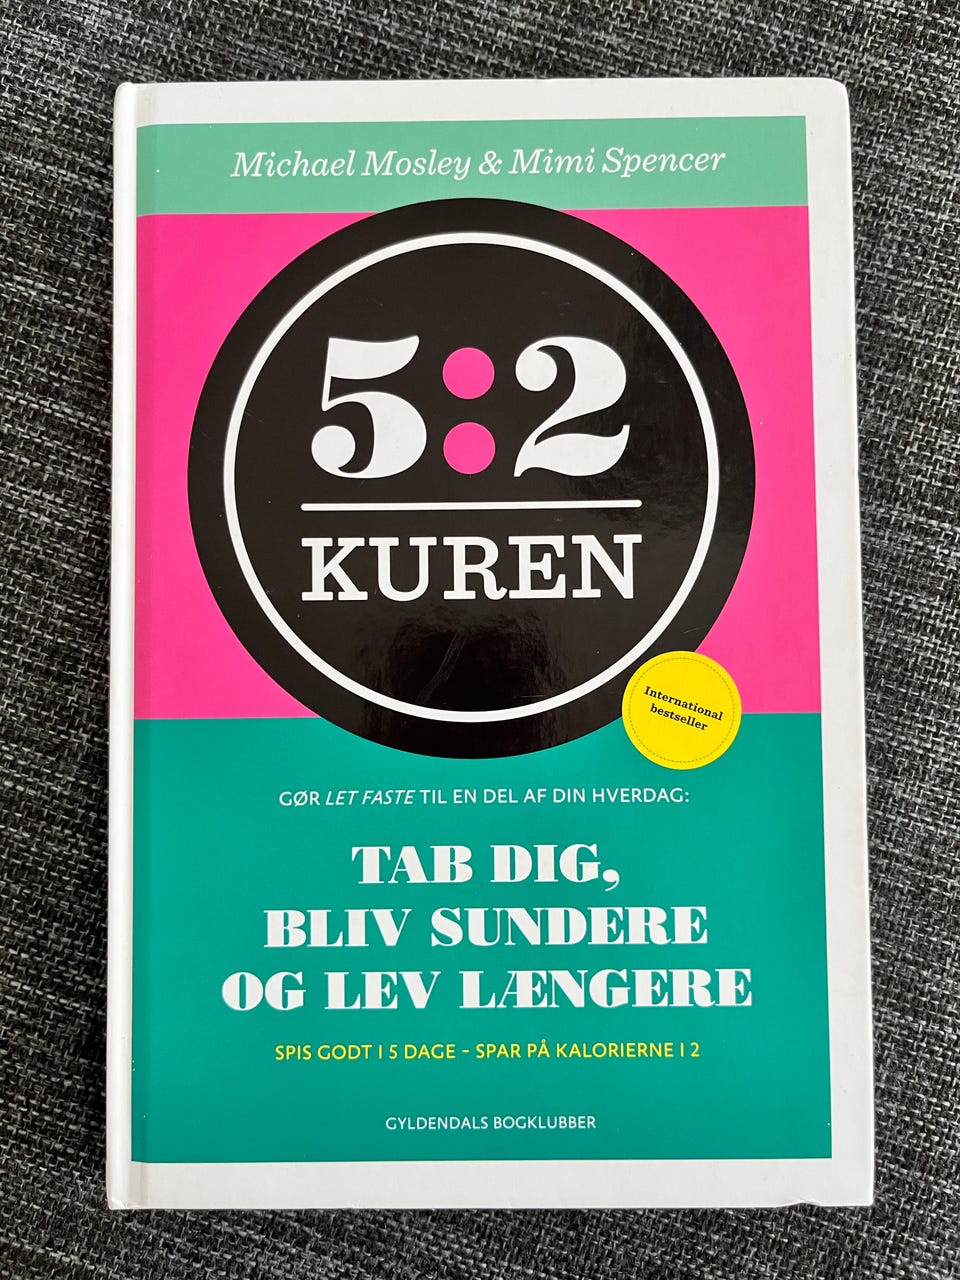 Michael Mosley & Mimi Spencer
5:2
KUREN
International
bestseller
GØR LET FASTE TIL EN DEL AF DIN HVERDAG:
TAB DIG,
BLIV SUNDERE
OG LEV LÆNGERE
SPIS GODT I 5 DAGE – SPAR PÅ KALORIERNE I 2
GYLDENDALS BOGKLUBBER